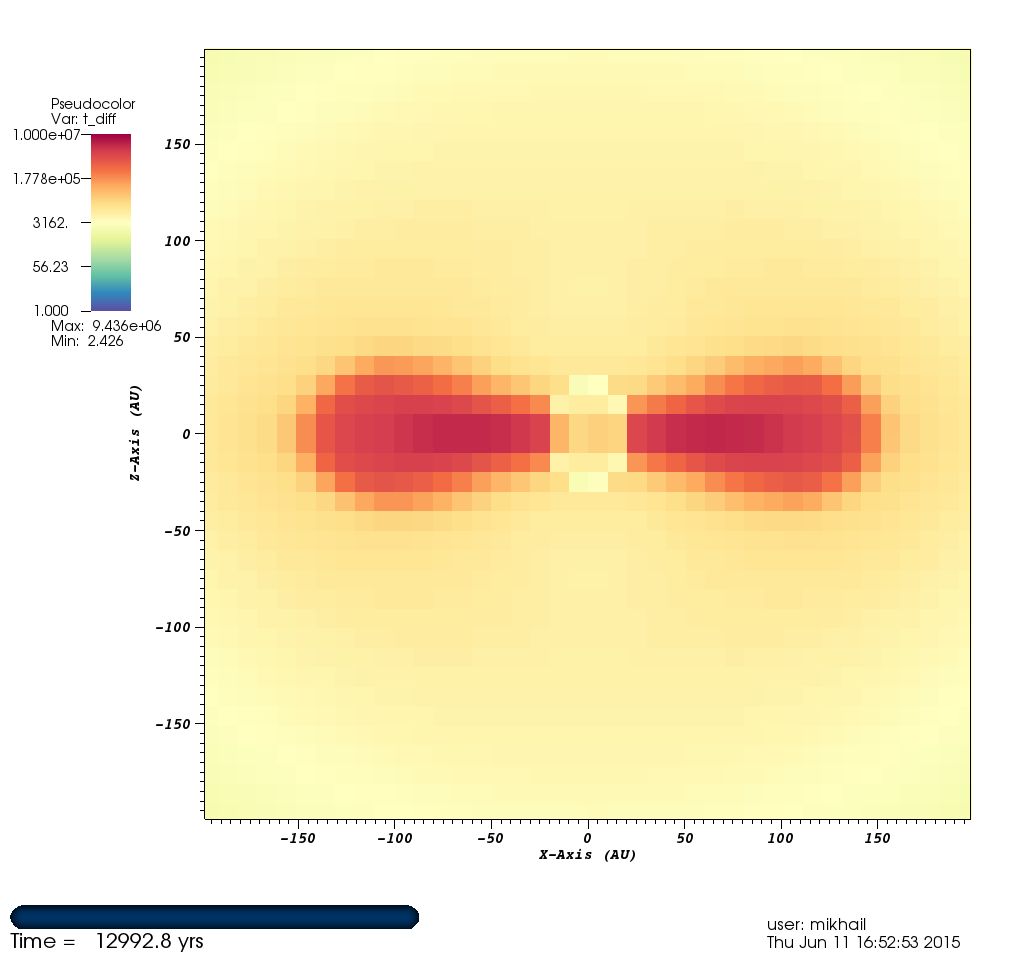 Pseudocolor
Var: t_diff
1.000e+07
1.778e+05
3162.
56.23
1.000
Max: 9.436e+06
Min: 2.426
150
100
50
0
-50
-100
-150
Z-Axis (AU)
-150 -100 -50 0 50 100 150
X-Axis (AU)
Time = 12992.8 yrs
user: mikhail
Thu Jun 11 16:52:53 2015